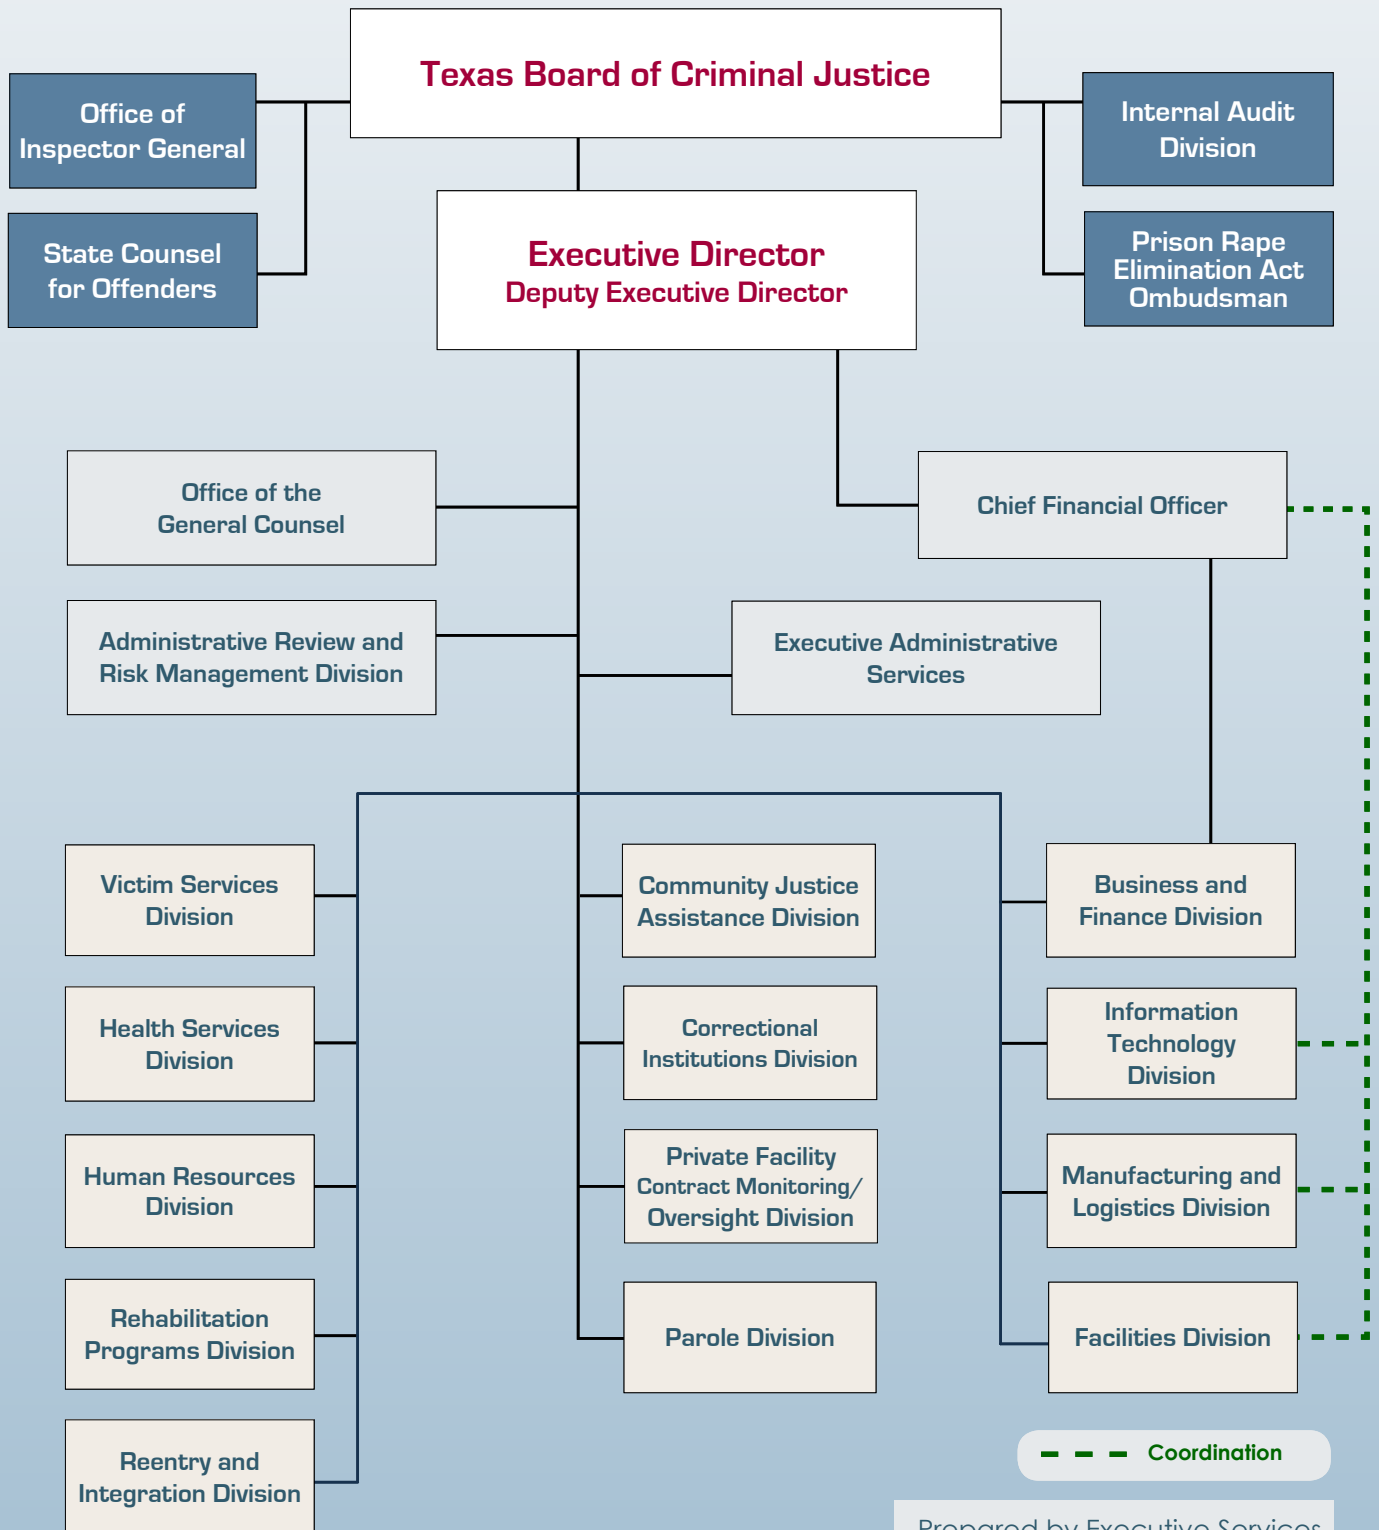 Texas Board of Criminal Justice
Office of
Inspector General
Internal Audit
Division
State Counsel
for Offenders
Prison Rape
Elimination Act
Ombudsman
Executive Director
Deputy Executive Director
Office of the
General Counsel
Chief Financial Officer
Administrative Review and
Risk Management Division
Executive Administrative
Services
Victim Services
Division
Community Justice
Assistance Division
Business and
Finance Division
Health Services
Division
Correctional
Institutions Division
Information
Technology
Division
Human Resources
Division
Private Facility
Contract Monitoring/
Oversight Division
Manufacturing and
Logistics Division
Rehabilitation
Programs Division
Parole Division
Facilities Division
Reentry and
Integration Division
Coordination
Prepared by Executive Services